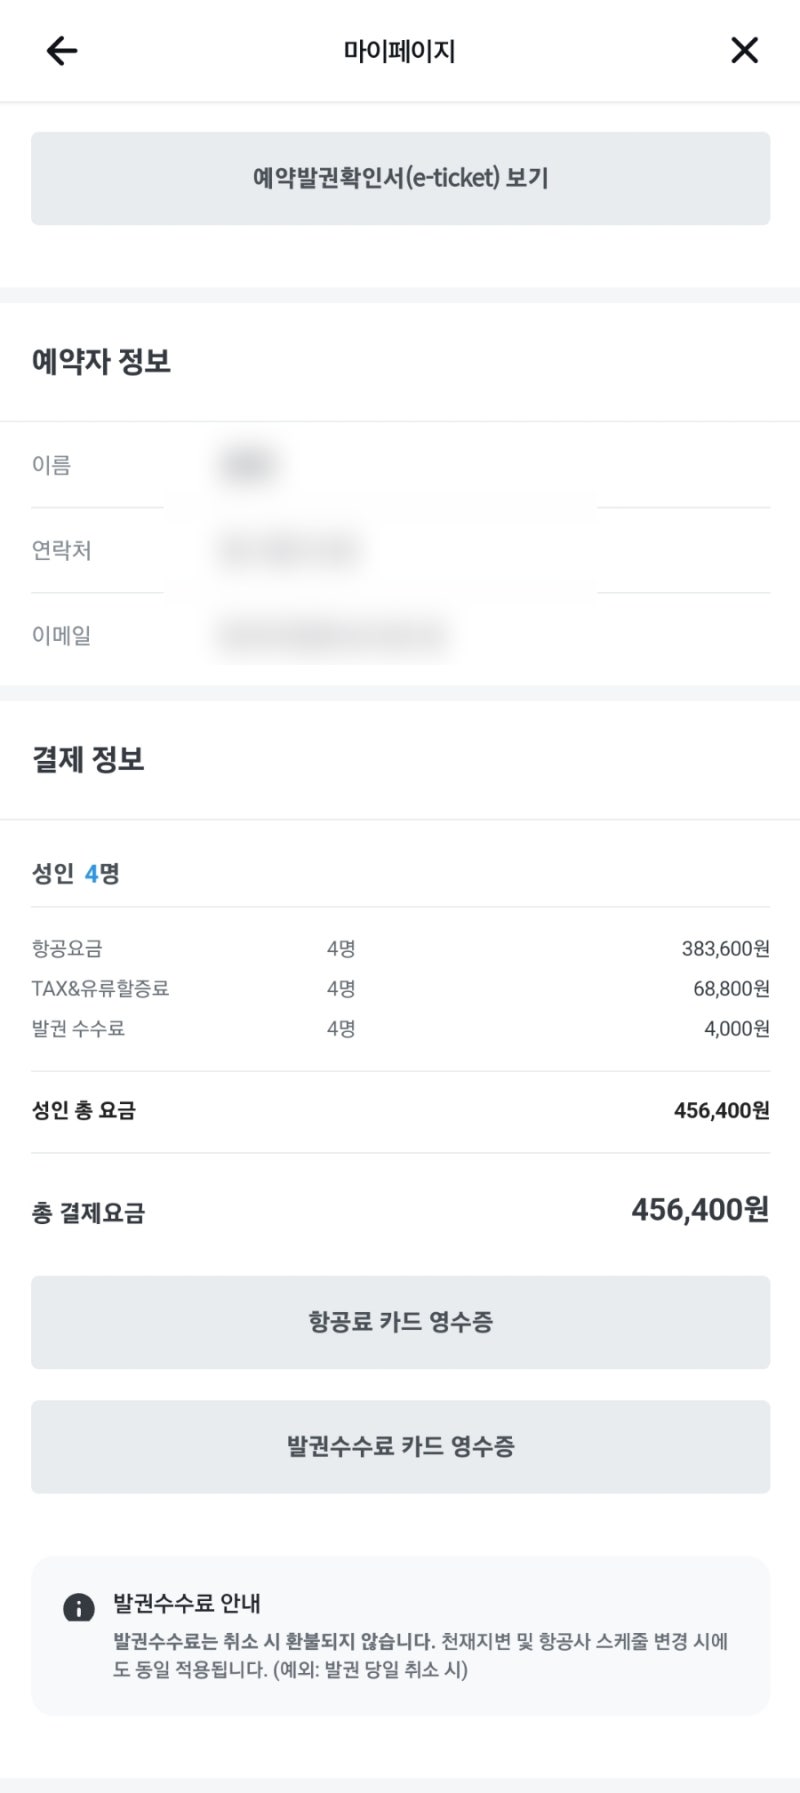 마이페이지
예약발권확인서(e-ticket) 보기
예약자 정보
이름
연락처
이메일
결제 정보
성인 4명
항공요금 4명 383,600원
TAX&유류할증료 4명 68,800원
발권 수수료 4명 4,000원
성인 총 요금 456,400원
총 결제요금 456,400원
항공료 카드 영수증
발권수수료 카드 영수증
발권수수료 안내
발권수수료는 취소 시 환불되지 않습니다. 천재지변 및 항공사 스케줄 변경 시에
도 동일 적용됩니다. (예외: 발권 당일 취소 시)